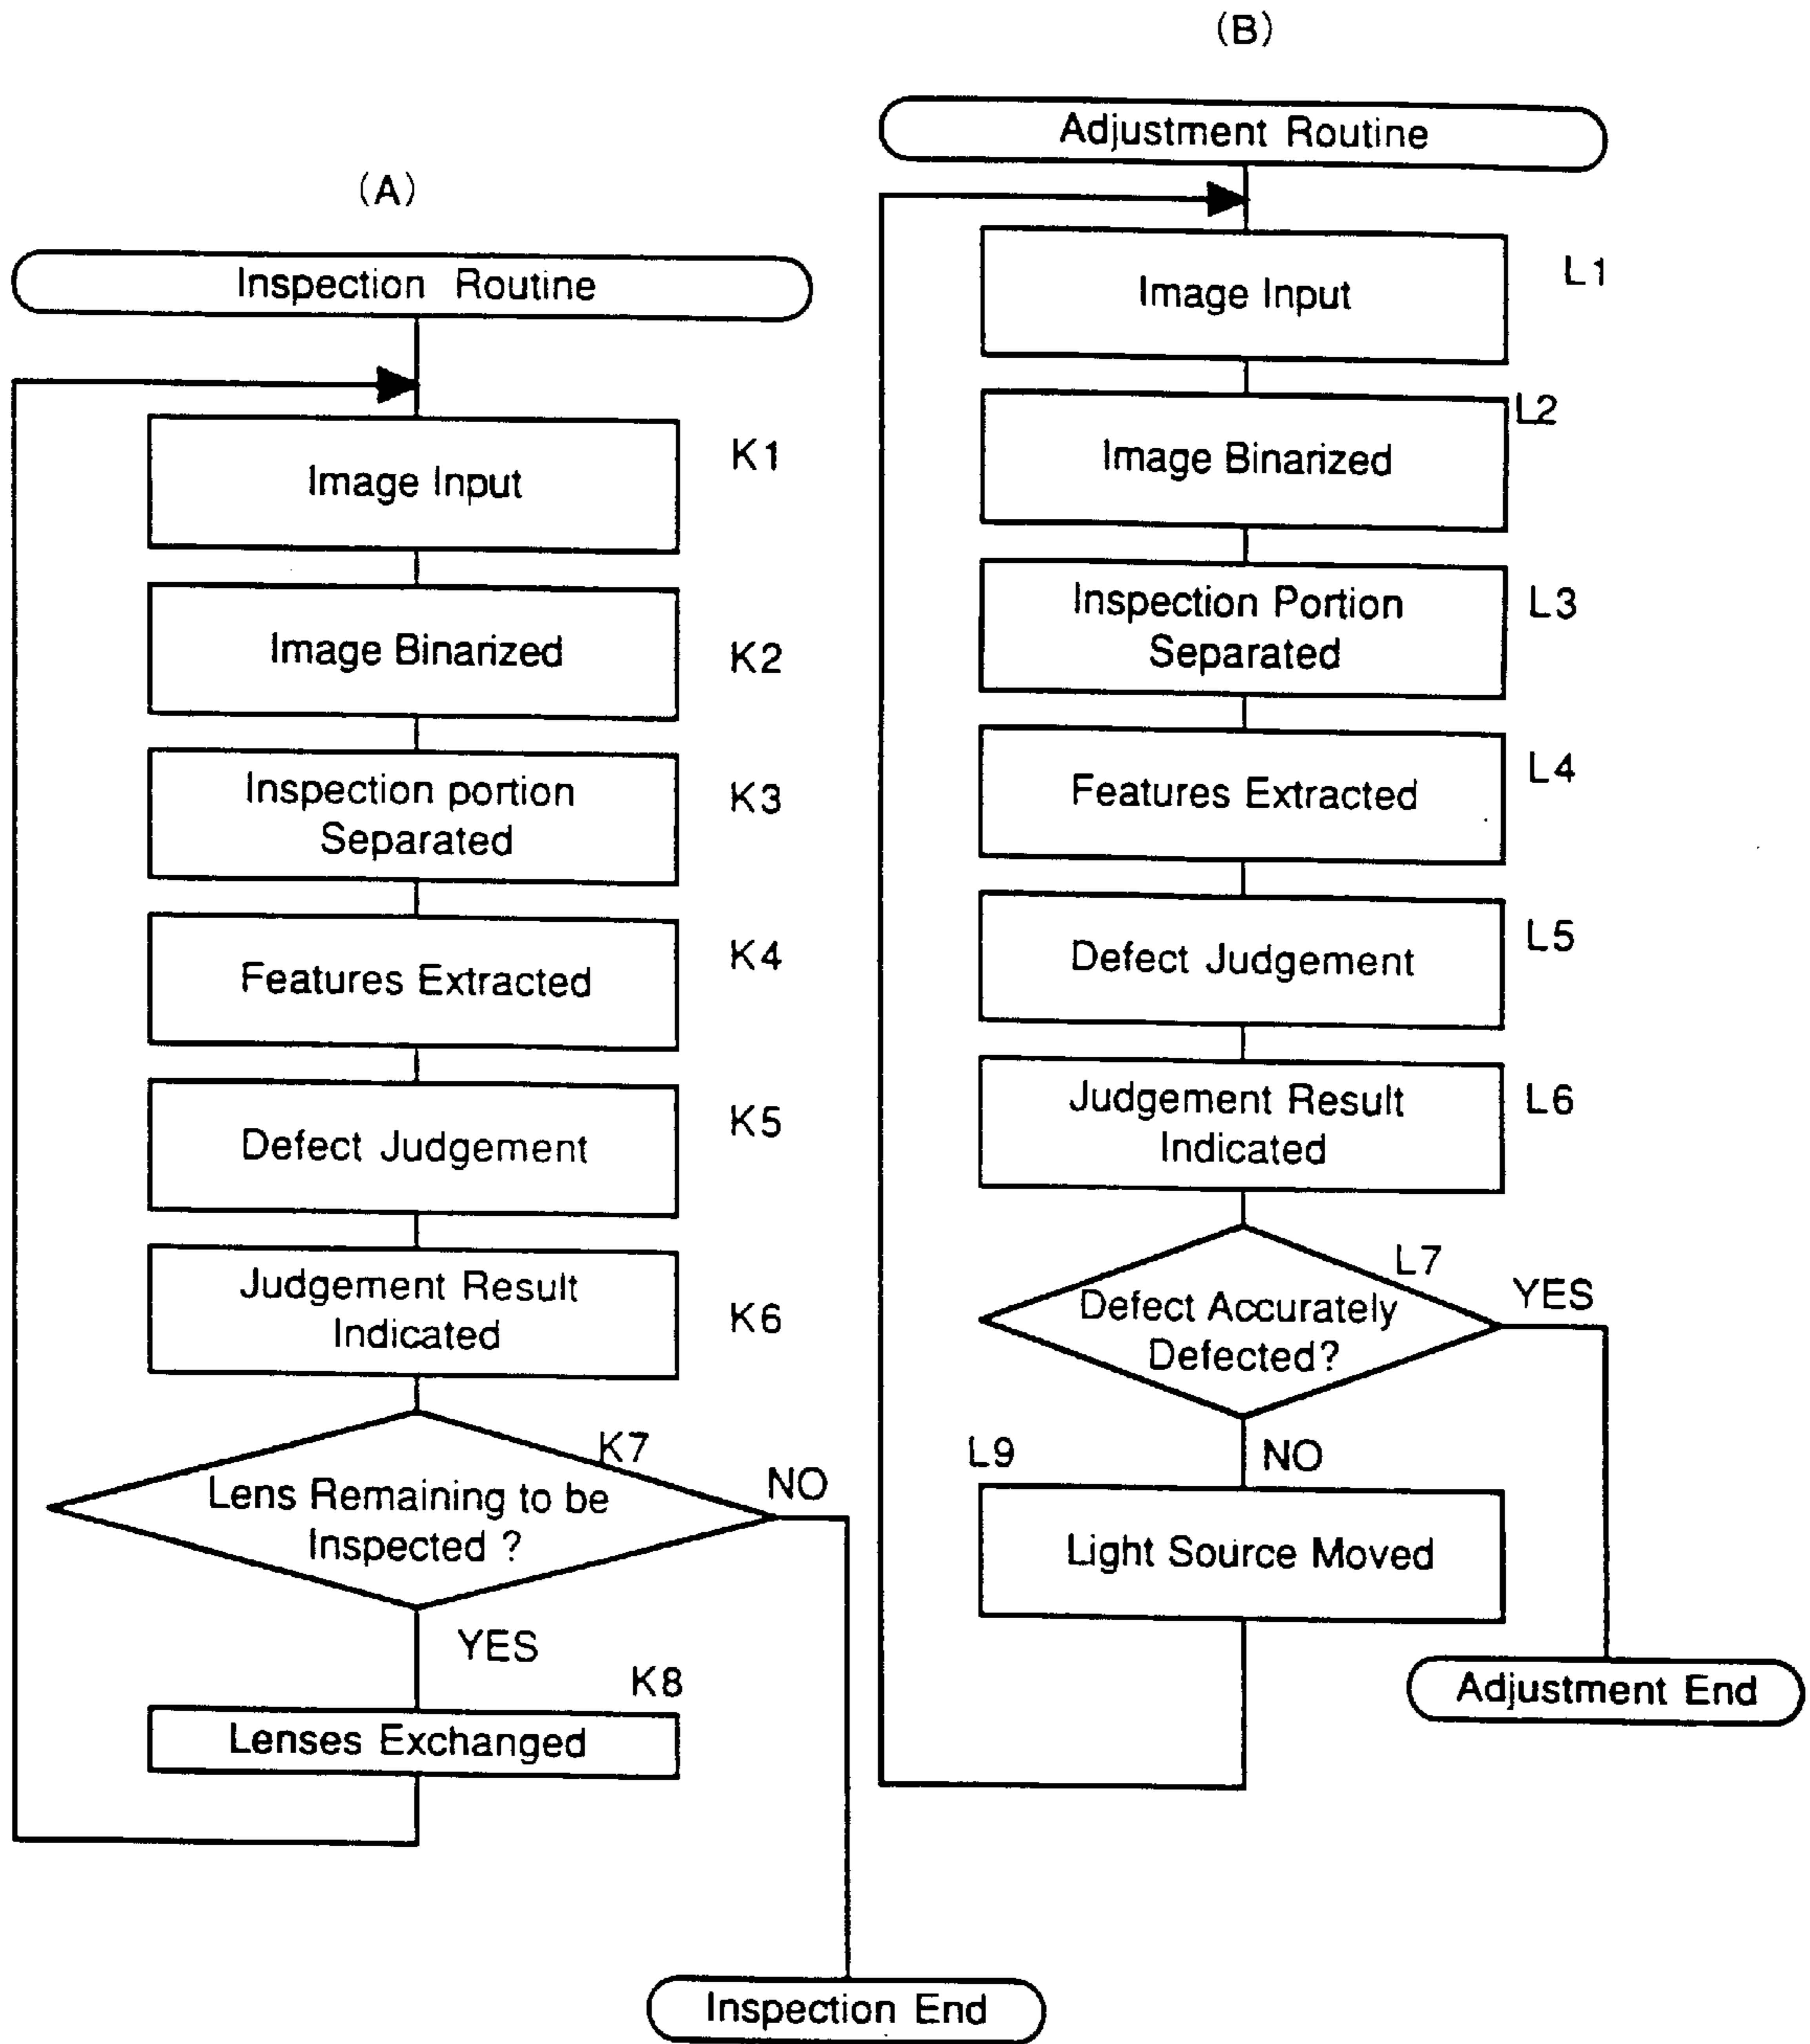 (A)
Inspection Routine
Image Input
K1
Image Binarized
K2
Inspection portion
Separated
K3
Features Extracted
K4
Defect Judgement
K5
Judgement Result
Indicated
K6
K7
Lens Remaining to be
Inspected ?
NO
YES
K8
Lenses Exchanged
Inspection End
(B)
Adjustment Routine
Image Input
L1
Image Binarized
L2
Inspection Portion
Separated
L3
Features Extracted
L4
Defect Judgement
L5
Judgement Result
Indicated
L6
L7
Defect Accurately
Defected?
YES
NO
L9
Light Source Moved
Adjustment End